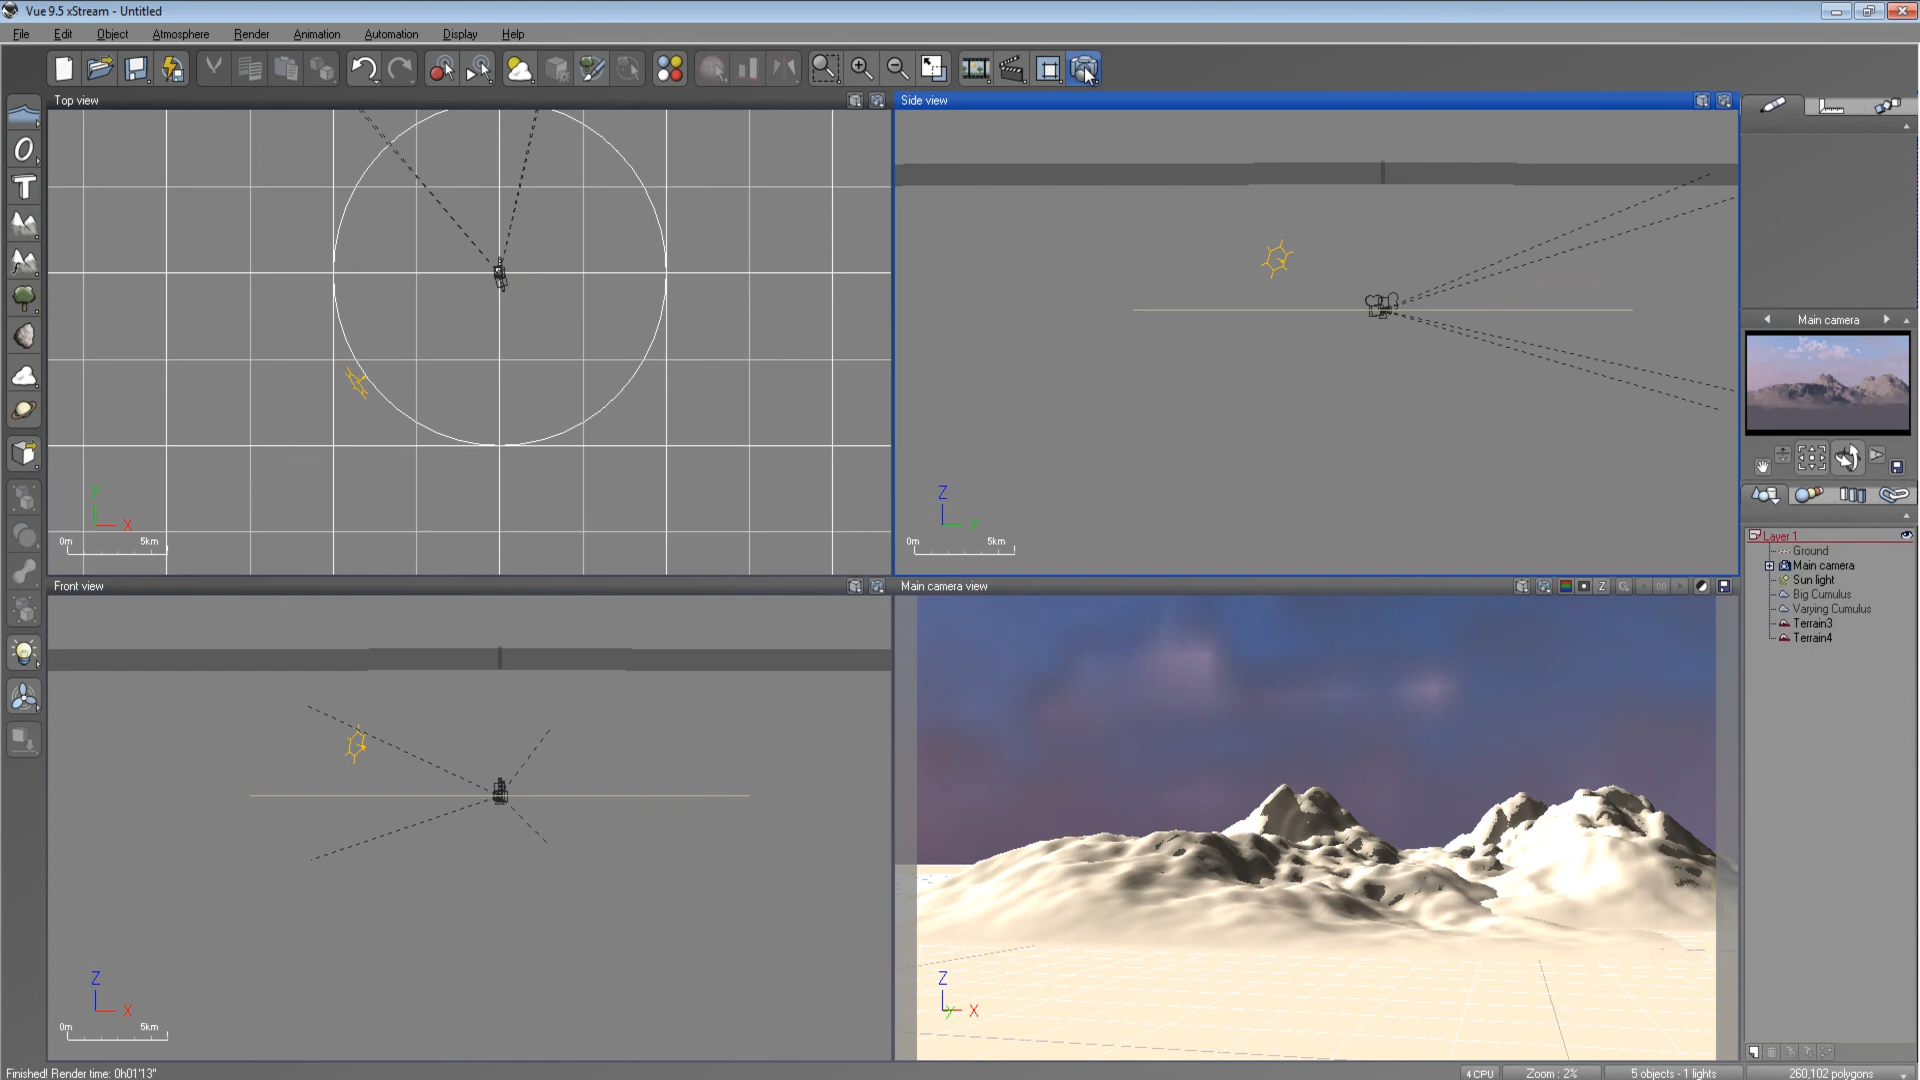 Vue 9.5 xStream - Untitled
File Edit Object Atmosphere Render Animation Automation Display Help
Top view
Side view
Main camera
Y
X
0m 5km
Z
Y
0m 5km
Layer 1
Ground
Main camera
Sun light
Big Cumulus
Varying Cumulus
Terrain3
Terrain4
Front view
Main camera view
Z
Z
X
0m 5km
Z
Y X
Finished! Render time: 0h01'13"
4 CPU
Zoom : 2%
5 objects - 1 lights
260,102 polygons